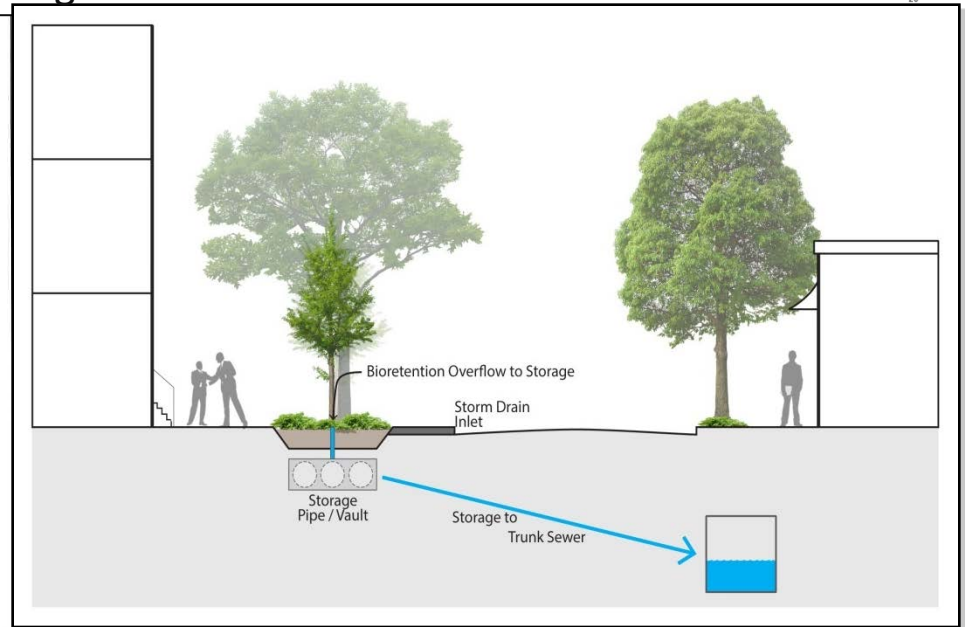 Bioretention Overflow to Storage
Storm Drain
Inlet
Storage
Pipe / Vault
Storage to
Trunk Sewer